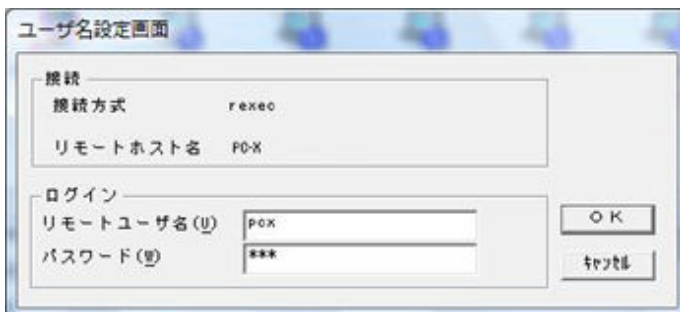 ユーザ名設定画面
接続
接続方式 rexec
リモートホスト名 PC-X
ログイン
リモートユーザ名(U) pcx
パスワード(W) ***
OK
キャンセル